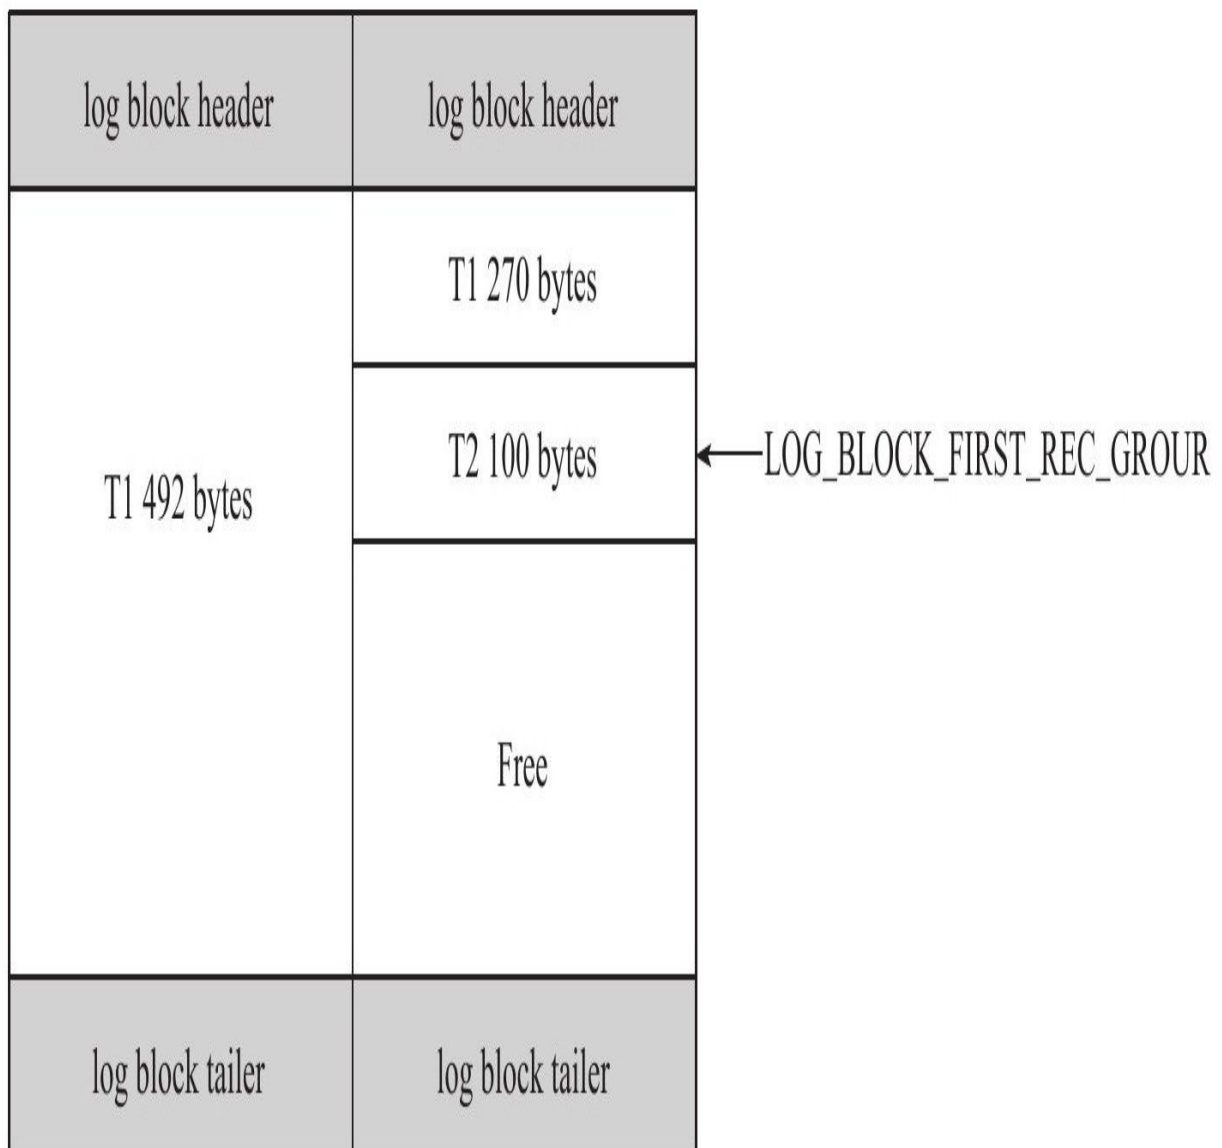 log block header
log block header
T1 270 bytes
T2 100 bytes
LOG_BLOCK_FIRST_REC_GROUR
T1 492 bytes
Free
log block tailer
log block tailer